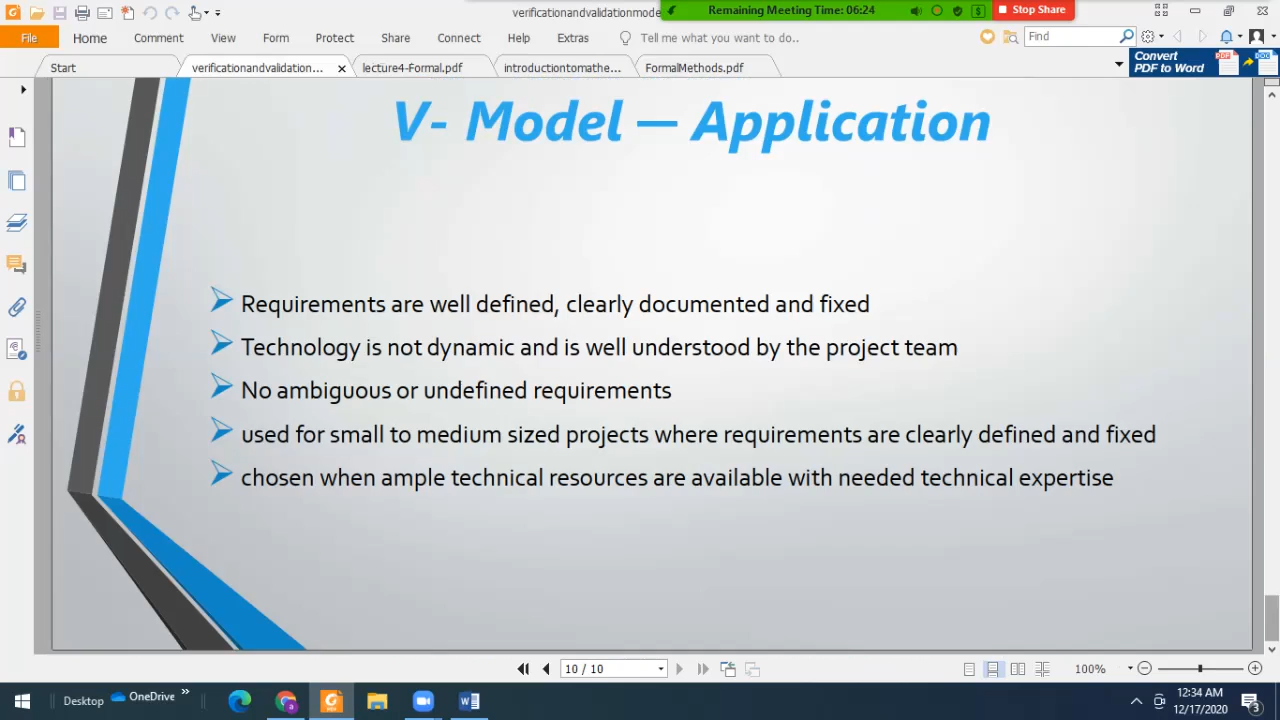 verificationandvalidationmode
Remaining Meeting Time: 06:24
Stop Share
File
Home
Comment
View
Form
Protect
Share
Connect
Help
Extras
Tell me what you want to do..
Find
Start
verificationandvalidation...
lecture4-Formal.pdf
introductiontomathe...
FormalMethods.pdf
Convert
PDF to Word
V- Model — Application
Requirements are well defined, clearly documented and fixed
Technology is not dynamic and is well understood by the project team
No ambiguous or undefined requirements
used for small to medium sized projects where requirements are clearly defined and fixed
chosen when ample technical resources are available with needed technical expertise
10 / 10
100%
Desktop
OneDrive
12:34 AM
12/17/2020
3